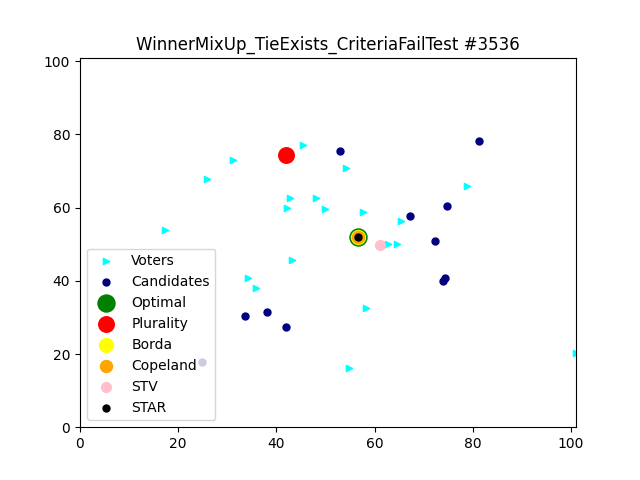 WinnerMixUp_TieExists_CriteriaFailTest #3536
100
80
60
40
20
0
Voters
Candidates
Optimal
Plurality
Borda
Copeland
STV
STAR
0 20 40 60 80 100